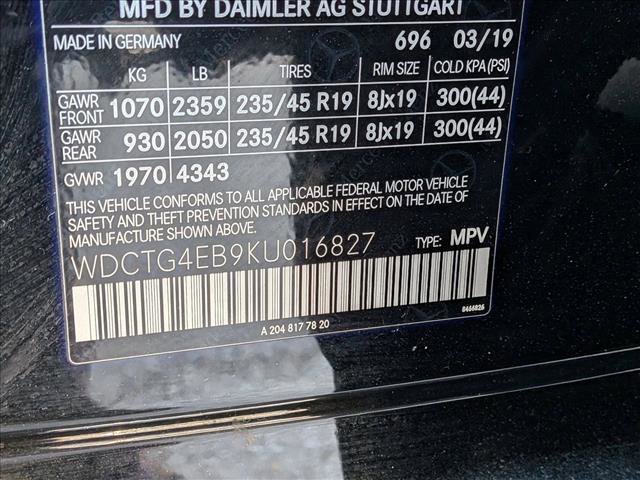 MFD BY DAIMLER AG STUTTGART
MADE IN GERMANY 696 03/19
KG LB TIRES RIM SIZE COLD KPA(PSI)
GAWR FRONT 1070 2359 235/45 R19 8Jx19 300(44)
GAWR REAR 930 2050 235/45 R19 8Jx19 300(44)
GVWR 1970 4343
THIS VEHICLE CONFORMS TO ALL APPLICABLE FEDERAL MOTOR VEHICLE
SAFETY AND THEFT PREVENTION STANDARDS IN EFFECT ON THE DATE
OF MANUFACTURE SHOWN ABOVE.
WDCTG4EB9KU016827 TYPE: MPV
A 204 817 78 20 0466826